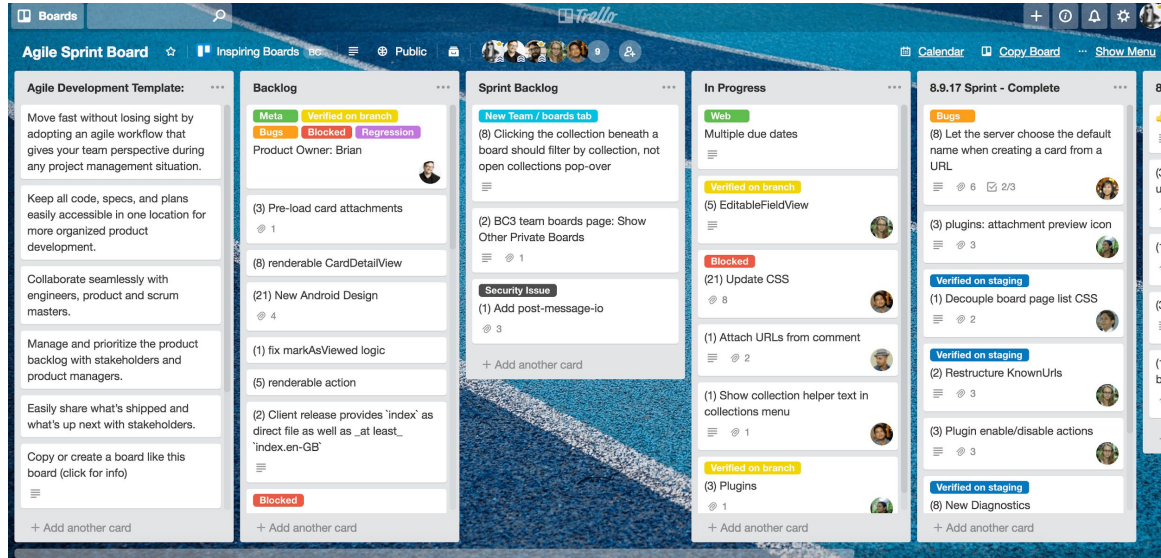 Boards
Trello
Agile Sprint Board
Inspiring Boards
BC
Public
9
Calendar
Copy Board
Show Menu
Agile Development Template:
Move fast without losing sight by
adopting an agile workflow that
gives your team perspective during
any project management situation.
Keep all code, specs, and plans
easily accessible in one location for
more organized product
development.
Collaborate seamlessly with
engineers, product and scrum
masters.
Manage and prioritize the product
backlog with stakeholders and
product managers.
Easily share what's shipped and
what's up next with stakeholders.
Copy or create a board like this
board (click for info)
+ Add another card
Backlog
Meta Verified on branch
Bugs Blocked Regression
Product Owner: Brian
(3) Pre-load card attachments
1
(8) renderable CardDetailView
(21) New Android Design
4
(1) fix markAsViewed logic
(5) renderable action
(2) Client release provides `index` as
direct file as well as _at least_
`index.en-GB`
Blocked
+ Add another card
Sprint Backlog
New Team / boards tab
(8) Clicking the collection beneath a
board should filter by collection, not
open collections pop-over
(2) BC3 team boards page: Show
Other Private Boards
1
Security Issue
(1) Add post-message-io
3
+ Add another card
In Progress
Web
Multiple due dates
Verified on branch
(5) EditableFieldView
Blocked
(21) Update CSS
8
(1) Attach URLs from comment
2
(1) Show collection helper text in
collections menu
1
Verified on branch
(3) Plugins
1
+ Add another card
8.9.17 Sprint - Complete
Bugs
(8) Let the server choose the default
name when creating a card from a
URL
6 2/3
(3) plugins: attachment preview icon
3
Verified on staging
(1) Decouple board page list CSS
2
Verified on staging
(2) Restructure KnownUrls
3
(3) Plugin enable/disable actions
3
Verified on staging
(8) New Diagnostics
+ Add another card